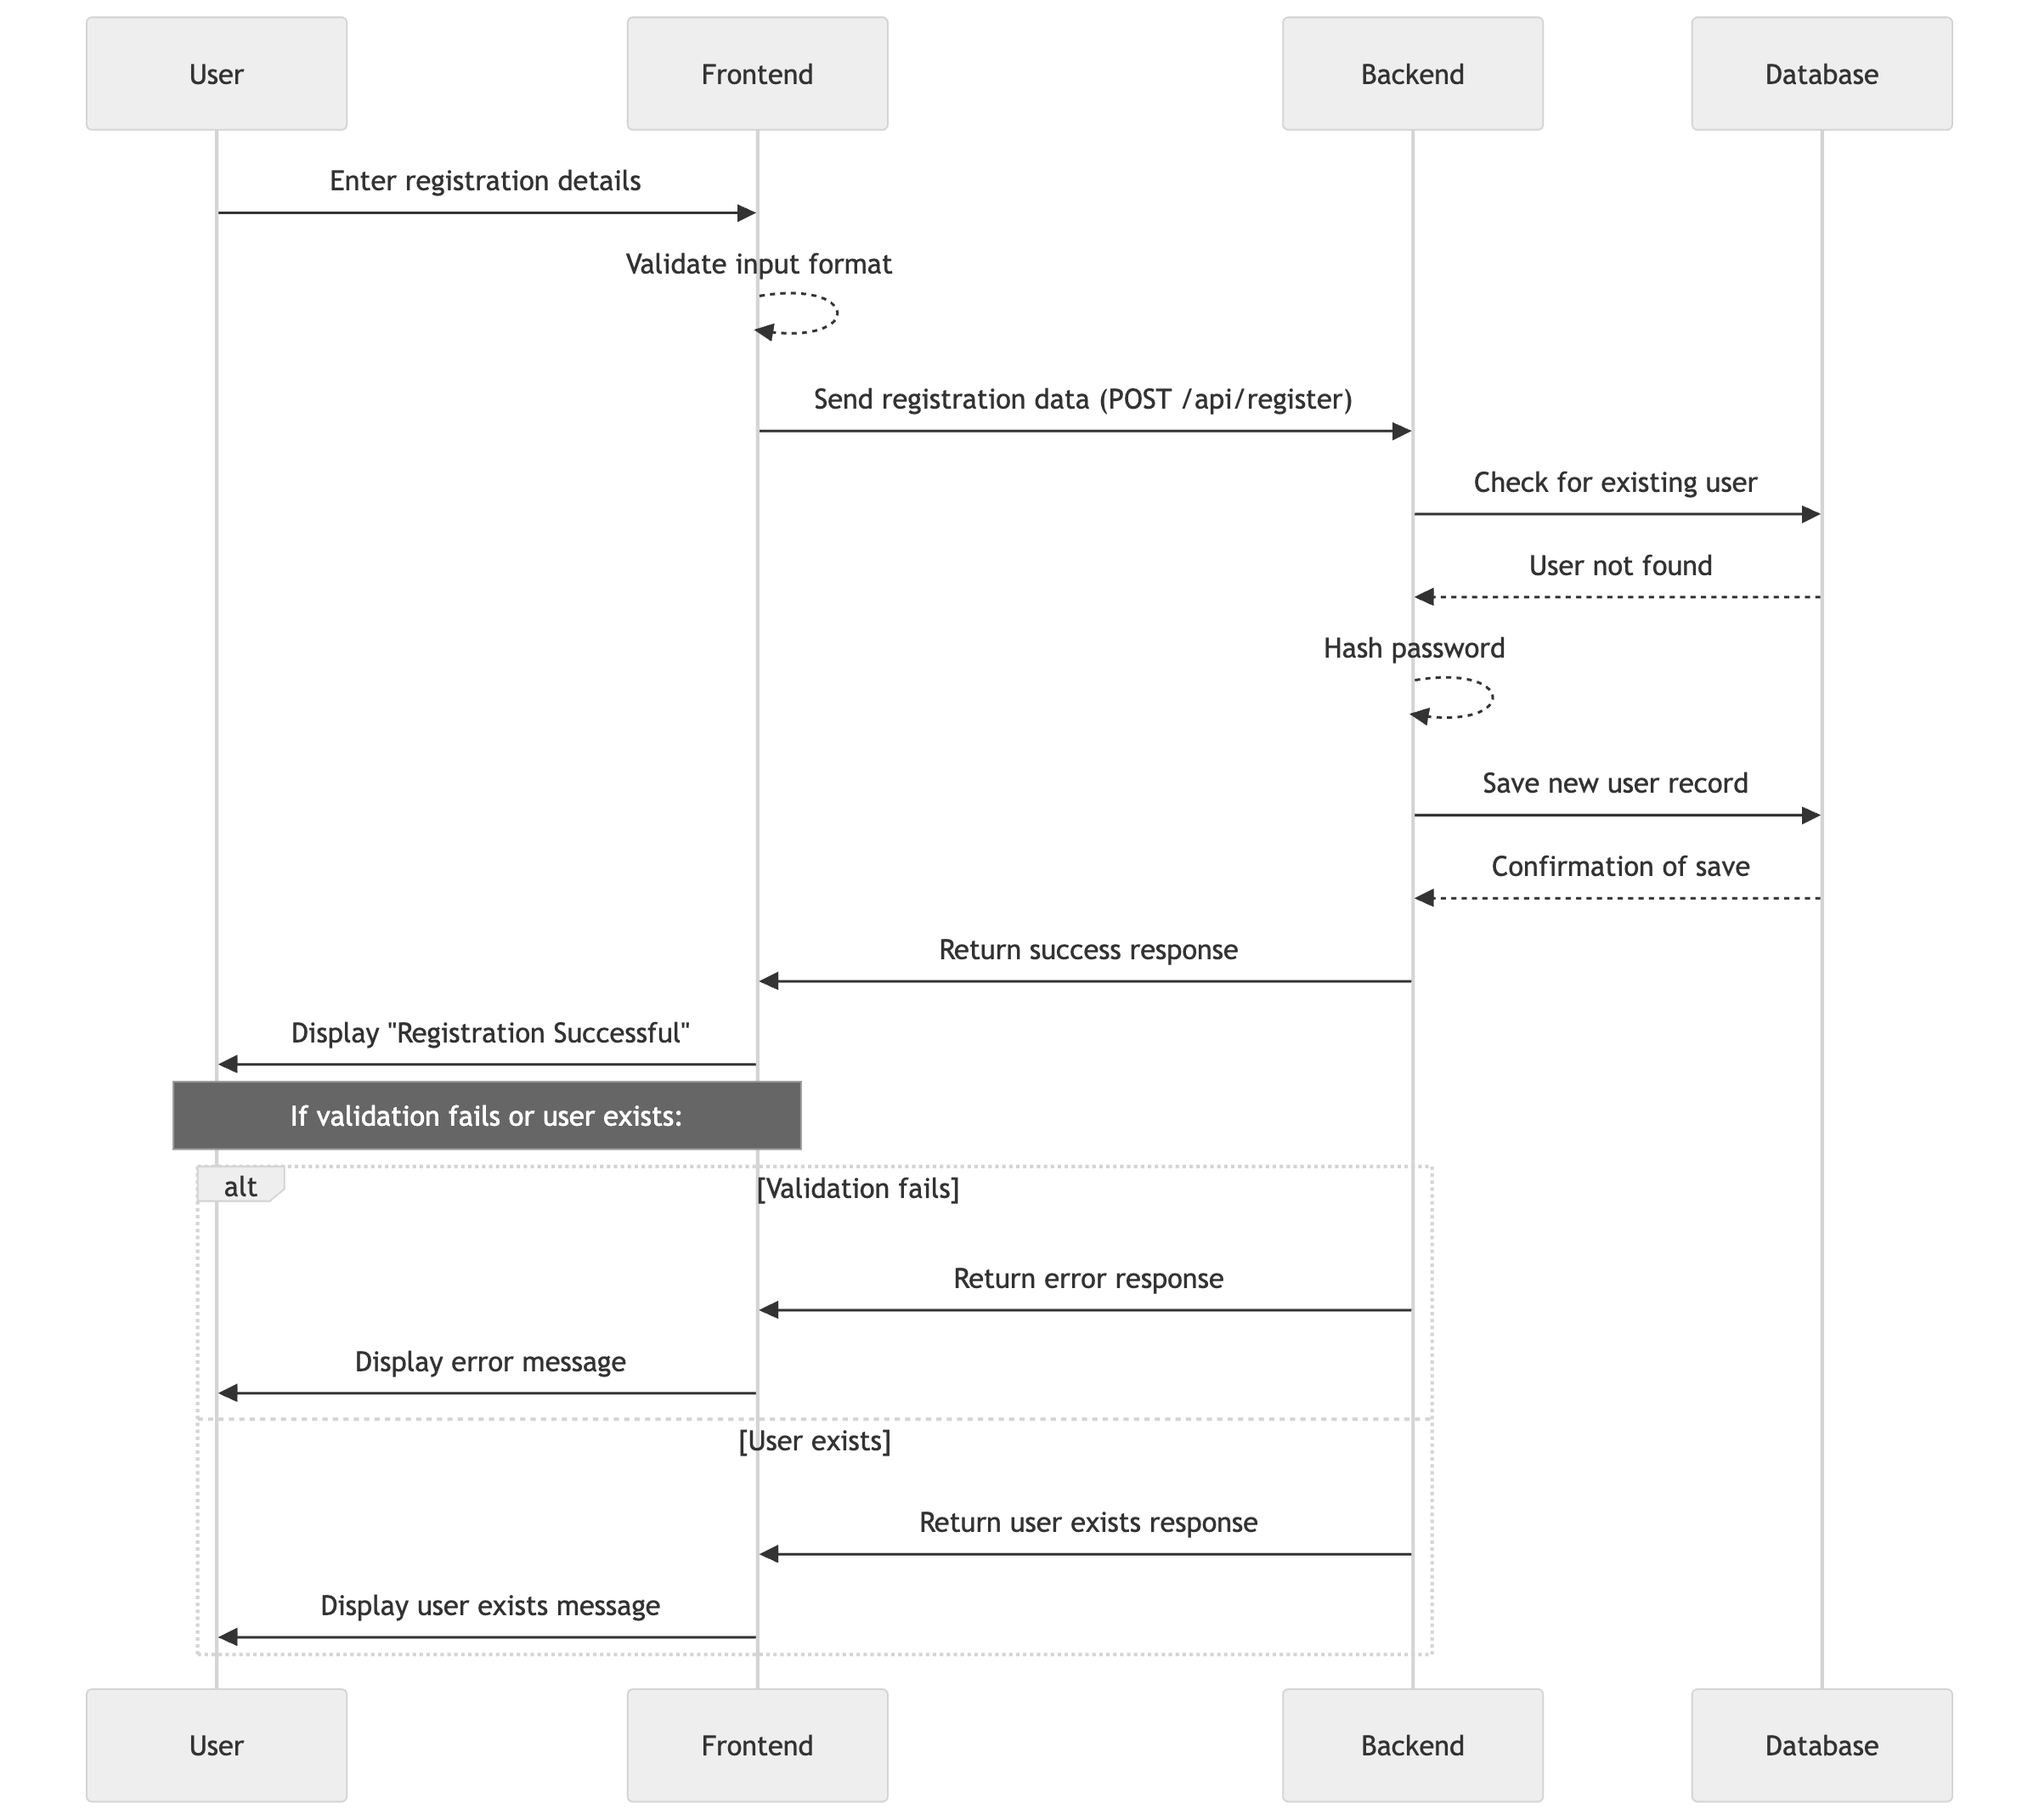 User
Frontend
Backend
Database
Enter registration details
Validate input format
Send registration data (POST /api/register)
Check for existing user
User not found
Hash password
Save new user record
Confirmation of save
Return success response
Display "Registration Successful"
If validation fails or user exists:
alt
[Validation fails]
Return error response
Display error message
[User exists]
Return user exists response
Display user exists message
User
Frontend
Backend
Database